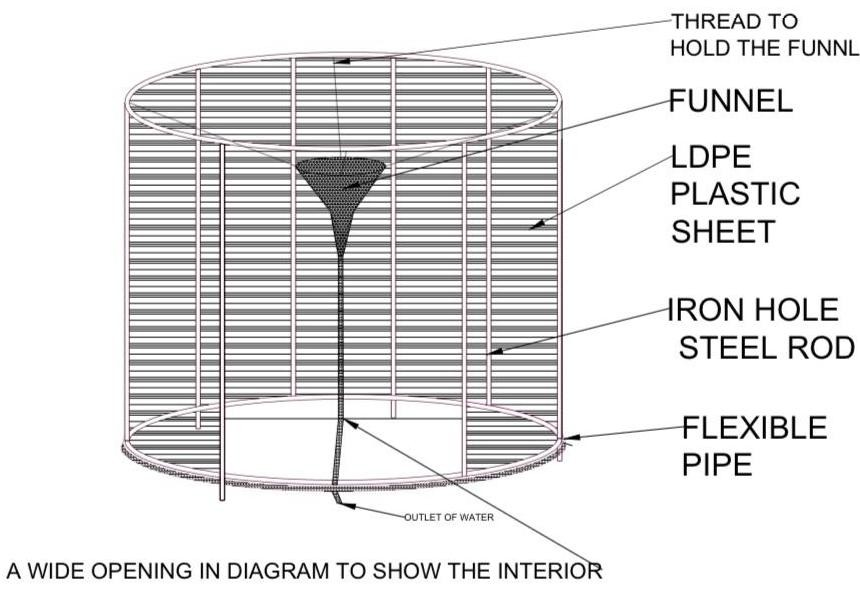 THREAD TO
HOLD THE FUNNL
FUNNEL
LDPE
PLASTIC
SHEET
IRON HOLE
STEEL ROD
FLEXIBLE
PIPE
OUTLET OF WATER
A WIDE OPENING IN DIAGRAM TO SHOW THE INTERIOR